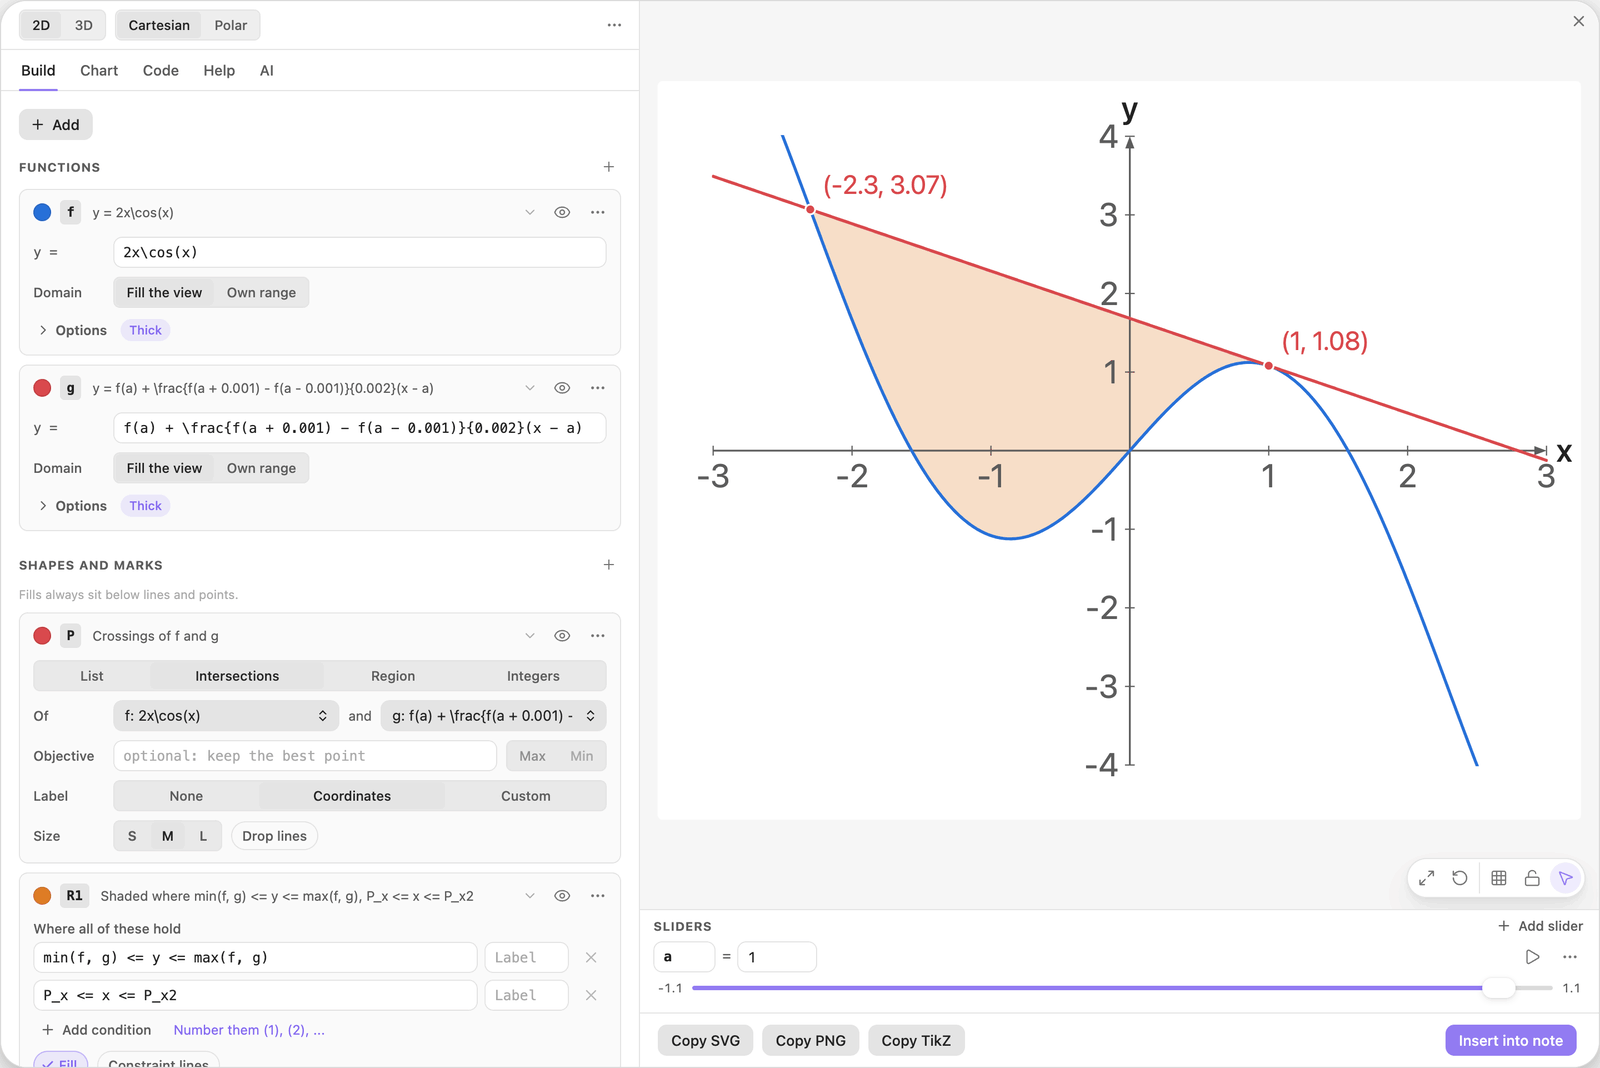 2D 3D Cartesian Polar
Build Chart Code Help AI
+ Add
FUNCTIONS
f y = 2x\cos(x)
y = 2x\cos(x)
Domain Fill the view Own range
Options Thick
g y = f(a) + \frac{f(a + 0.001) - f(a - 0.001)}{0.002}(x - a)
y = f(a) + \frac{f(a + 0.001) - f(a - 0.001)}{0.002}(x - a)
Domain Fill the view Own range
Options Thick
SHAPES AND MARKS
Fills always sit below lines and points.
P Crossings of f and g
List Intersections Region Integers
Of f: 2x\cos(x) and g: f(a) + \frac{f(a + 0.001) -
Objective optional: keep the best point Max Min
Label None Coordinates Custom
Size S M L Drop lines
R1 Shaded where min(f, g) <= y <= max(f, g), P_x <= x <= P_x2
Where all of these hold
min(f, g) <= y <= max(f, g) Label
P_x <= x <= P_x2 Label
+ Add condition Number them (1), (2), ...
Fill Constraint lines
y
4
(-2.3, 3.07)
3
2
(1, 1.08)
1
x
-3 -2 -1 1 2 3
-1
-2
-3
-4
SLIDERS + Add slider
a = 1
-1.1 1.1
Copy SVG Copy PNG Copy TikZ Insert into note